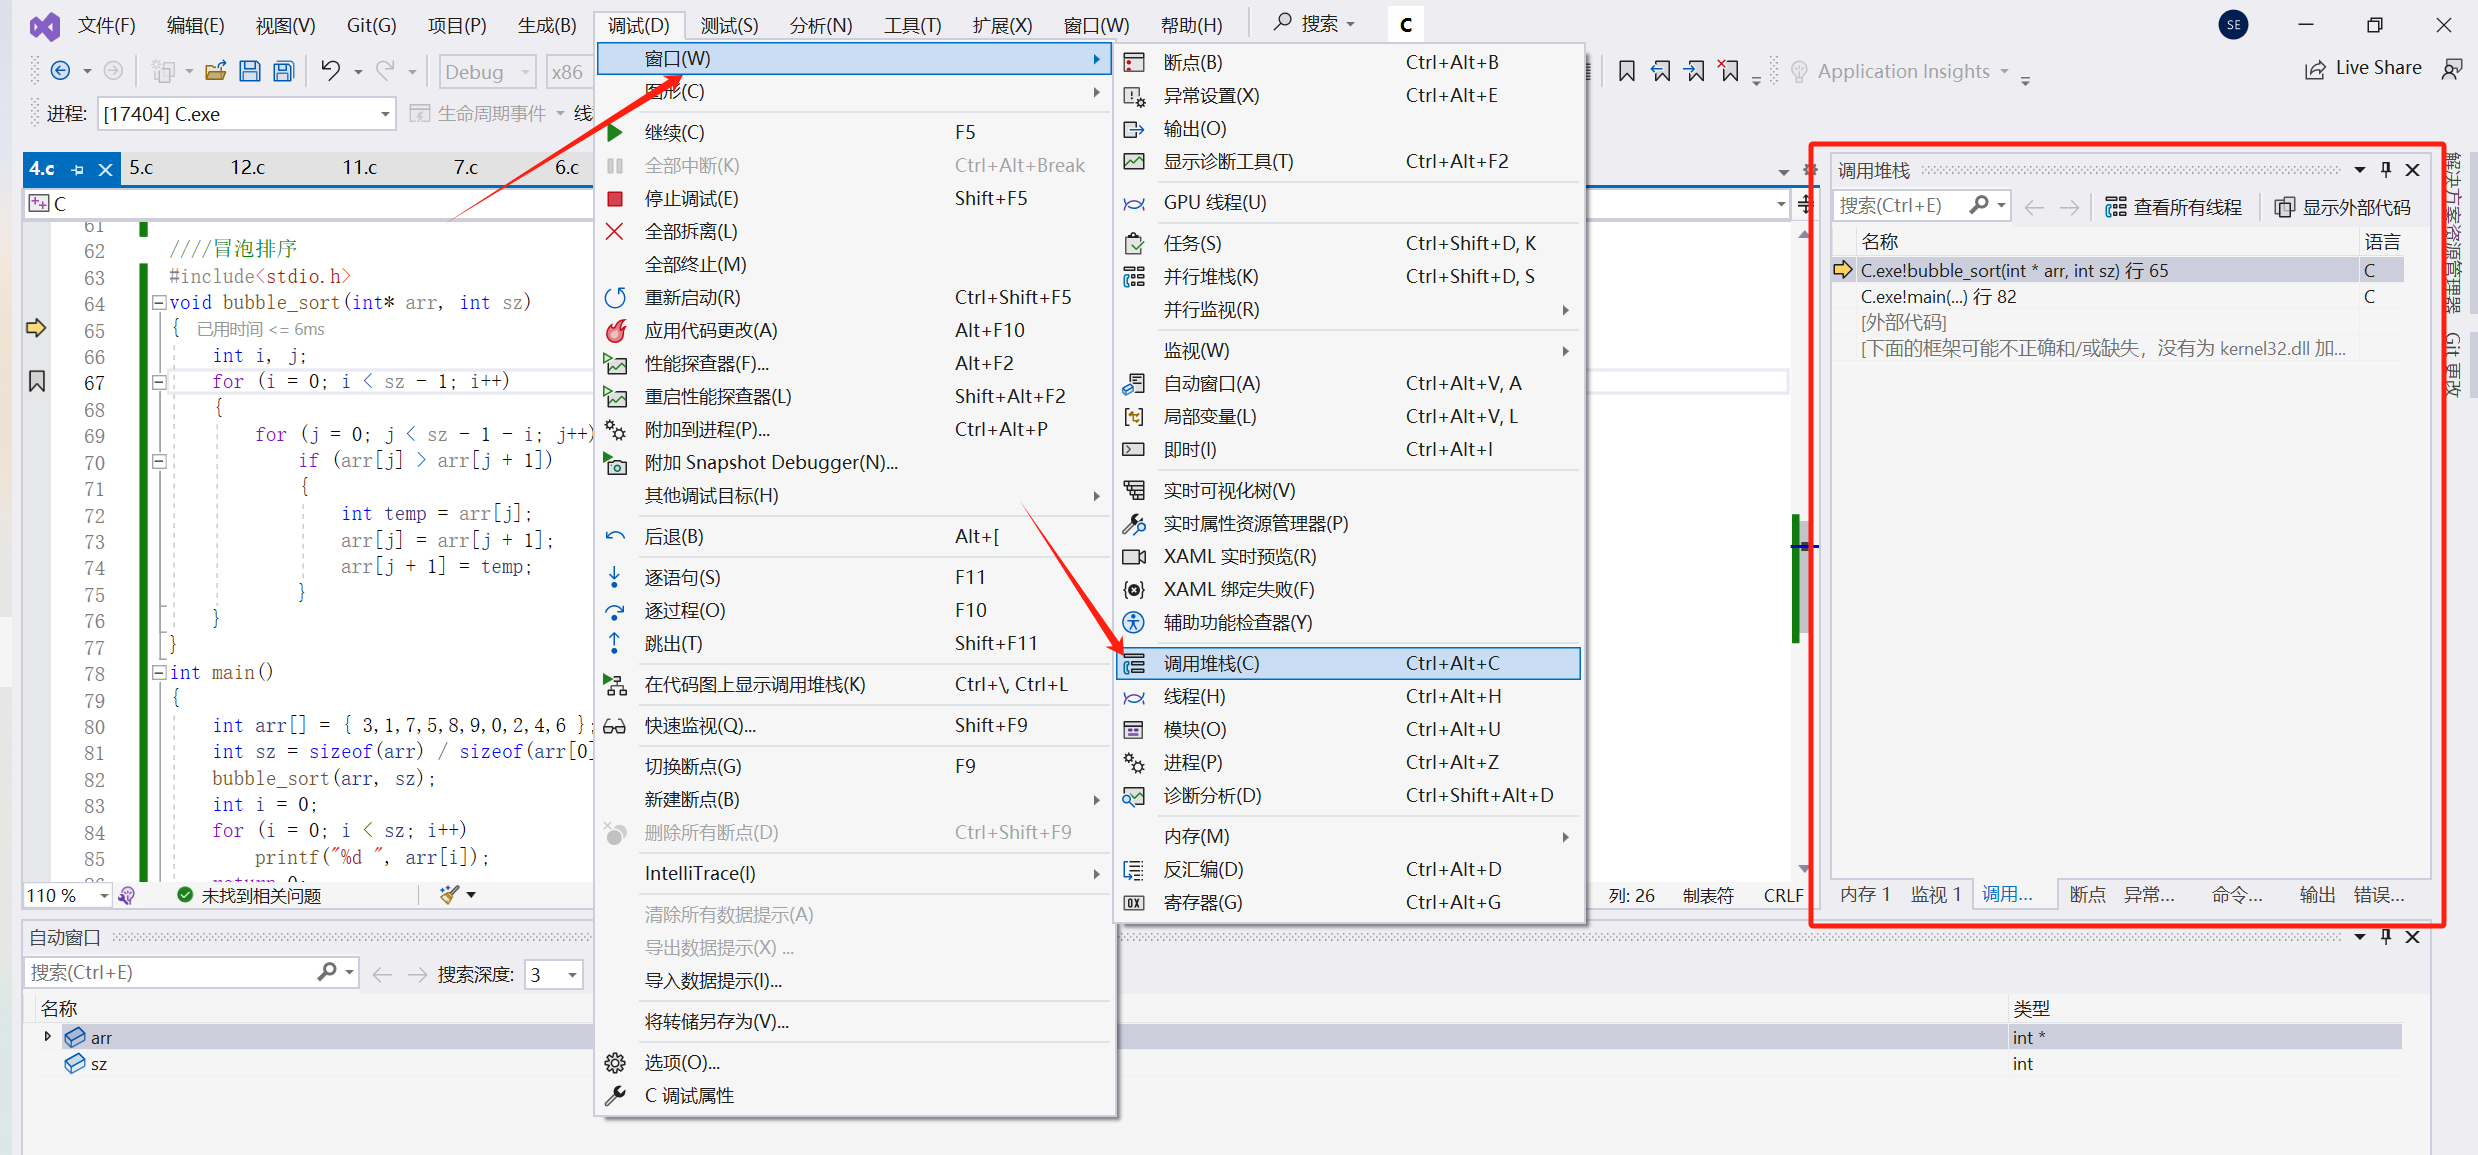 文件(F) 编辑(E) 视图(V) Git(G) 项目(P) 生成(B) 调试(D) 测试(S) 分析(N) 工具(T) 扩展(X) 窗口(W) 帮助(H) 搜索 C SE
Debug x86 Application Insights Live Share
进程: [17404] C.exe 生命周期事件
4.c 5.c 12.c 11.c 7.c 6.c
C
61
62 ////冒泡排序
63 #include<stdio.h>
64 void bubble_sort(int* arr, int sz)
65 { 已用时间 <= 6ms
66 int i, j;
67 for (i = 0; i < sz - 1; i++)
68 {
69 for (j = 0; j < sz - 1 - i; j++)
70 if (arr[j] > arr[j + 1])
71 {
72 int temp = arr[j];
73 arr[j] = arr[j + 1];
74 arr[j + 1] = temp;
75 }
76 }
77 }
78 int main()
79 {
80 int arr[] = { 3,1,7,5,8,9,0,2,4,6 };
81 int sz = sizeof(arr) / sizeof(arr[0]
82 bubble_sort(arr, sz);
83 int i = 0;
84 for (i = 0; i < sz; i++)
85 printf("%d ", arr[i]);
110 % 未找到相关问题
窗口(W)
图形(C)
继续(C) F5
全部中断(K) Ctrl+Alt+Break
停止调试(E) Shift+F5
全部拆离(L)
全部终止(M)
重新启动(R) Ctrl+Shift+F5
应用代码更改(A) Alt+F10
性能探查器(F)... Alt+F2
重启性能探查器(L) Shift+Alt+F2
附加到进程(P)... Ctrl+Alt+P
附加 Snapshot Debugger(N)...
其他调试目标(H)
后退(B) Alt+[
逐语句(S) F11
逐过程(O) F10
跳出(T) Shift+F11
在代码图上显示调用堆栈(K) Ctrl+\, Ctrl+L
快速监视(Q)... Shift+F9
切换断点(G) F9
新建断点(B)
删除所有断点(D) Ctrl+Shift+F9
IntelliTrace(I)
清除所有数据提示(A)
导出数据提示(X) ...
导入数据提示(I)...
将转储另存为(V)...
选项(O)...
C 调试属性
断点(B) Ctrl+Alt+B
异常设置(X) Ctrl+Alt+E
输出(O)
显示诊断工具(T) Ctrl+Alt+F2
GPU 线程(U)
任务(S) Ctrl+Shift+D, K
并行堆栈(K) Ctrl+Shift+D, S
并行监视(R)
监视(W)
自动窗口(A) Ctrl+Alt+V, A
局部变量(L) Ctrl+Alt+V, L
即时(I) Ctrl+Alt+I
实时可视化树(V)
实时属性资源管理器(P)
XAML 实时预览(R)
XAML 绑定失败(F)
辅助功能检查器(Y)
调用堆栈(C) Ctrl+Alt+C
线程(H) Ctrl+Alt+H
模块(O) Ctrl+Alt+U
进程(P) Ctrl+Alt+Z
诊断分析(D) Ctrl+Shift+Alt+D
内存(M)
反汇编(D) Ctrl+Alt+D
寄存器(G) Ctrl+Alt+G
列: 26 制表符 CRLF
调用堆栈
搜索(Ctrl+E) 查看所有线程 显示外部代码
名称 语言
C.exe!bubble_sort(int * arr, int sz) 行 65 C
C.exe!main(...) 行 82 C
[外部代码]
[下面的框架可能不正确和/或缺失，没有为 kernel32.dll 加...
内存 1 监视 1 调用... 断点 异常... 命令... 输出 错误...
解决方案资源管理器
Git 更改
自动窗口
搜索(Ctrl+E) 搜索深度: 3
名称 类型
arr int *
sz int